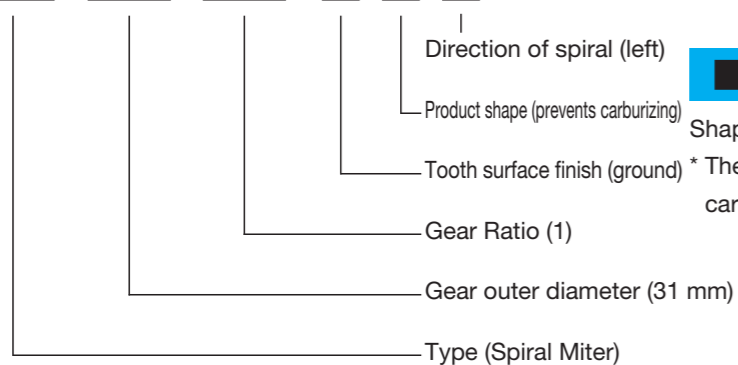 Direction of spiral (left)
Product shape (prevents carburizing)
Shap
Tooth surface finish (ground)
* The
car
Gear Ratio (1)
Gear outer diameter (31 mm)
Type (Spiral Miter)